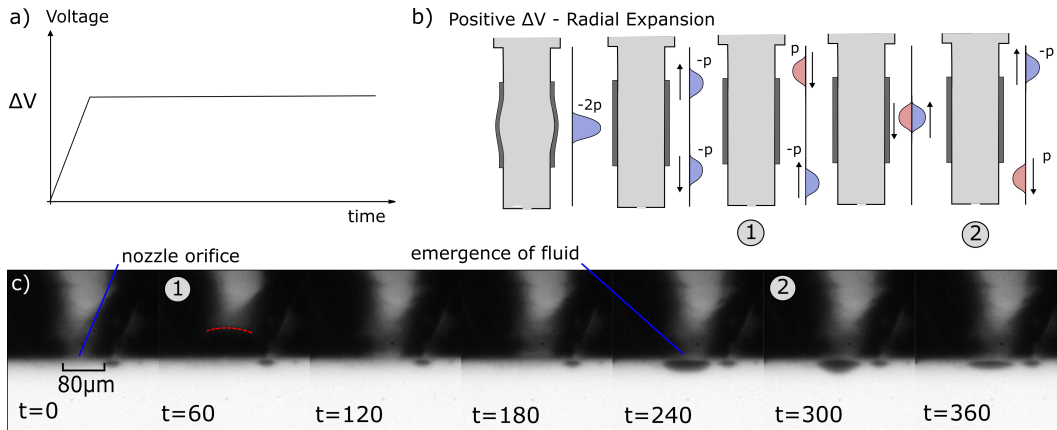 a)
Voltage
ΔV
time
b)
Positive ΔV - Radial Expansion
-2p
-p
-p
p
-p
-p
p
1
2
nozzle orifice
emergence of fluid
c)
1
2
80μm
t=0
t=60
t=120
t=180
t=240
t=300
t=360